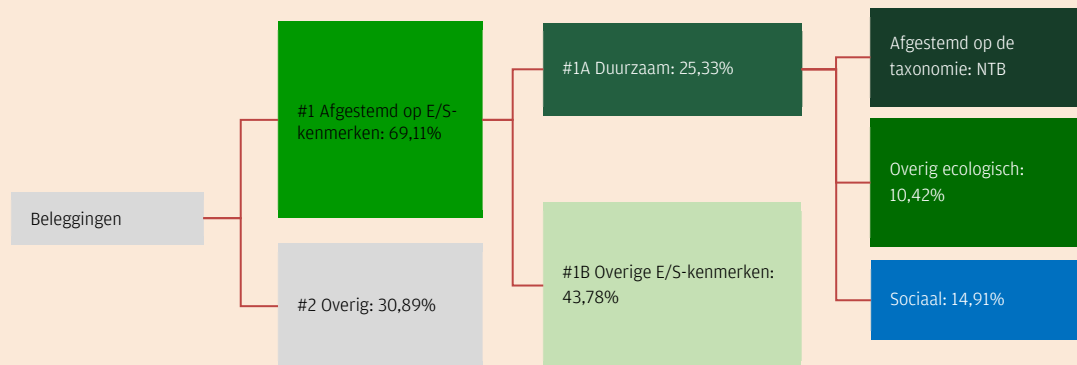 Beleggingen
#1 Afgestemd op E/S-
kenmerken: 69,11%
#2 Overig: 30,89%
#1A Duurzaam: 25,33%
#1B Overige E/S-kenmerken:
43,78%
Afgestemd op de
taxonomie: NTB
Overig ecologisch:
10,42%
Sociaal: 14,91%